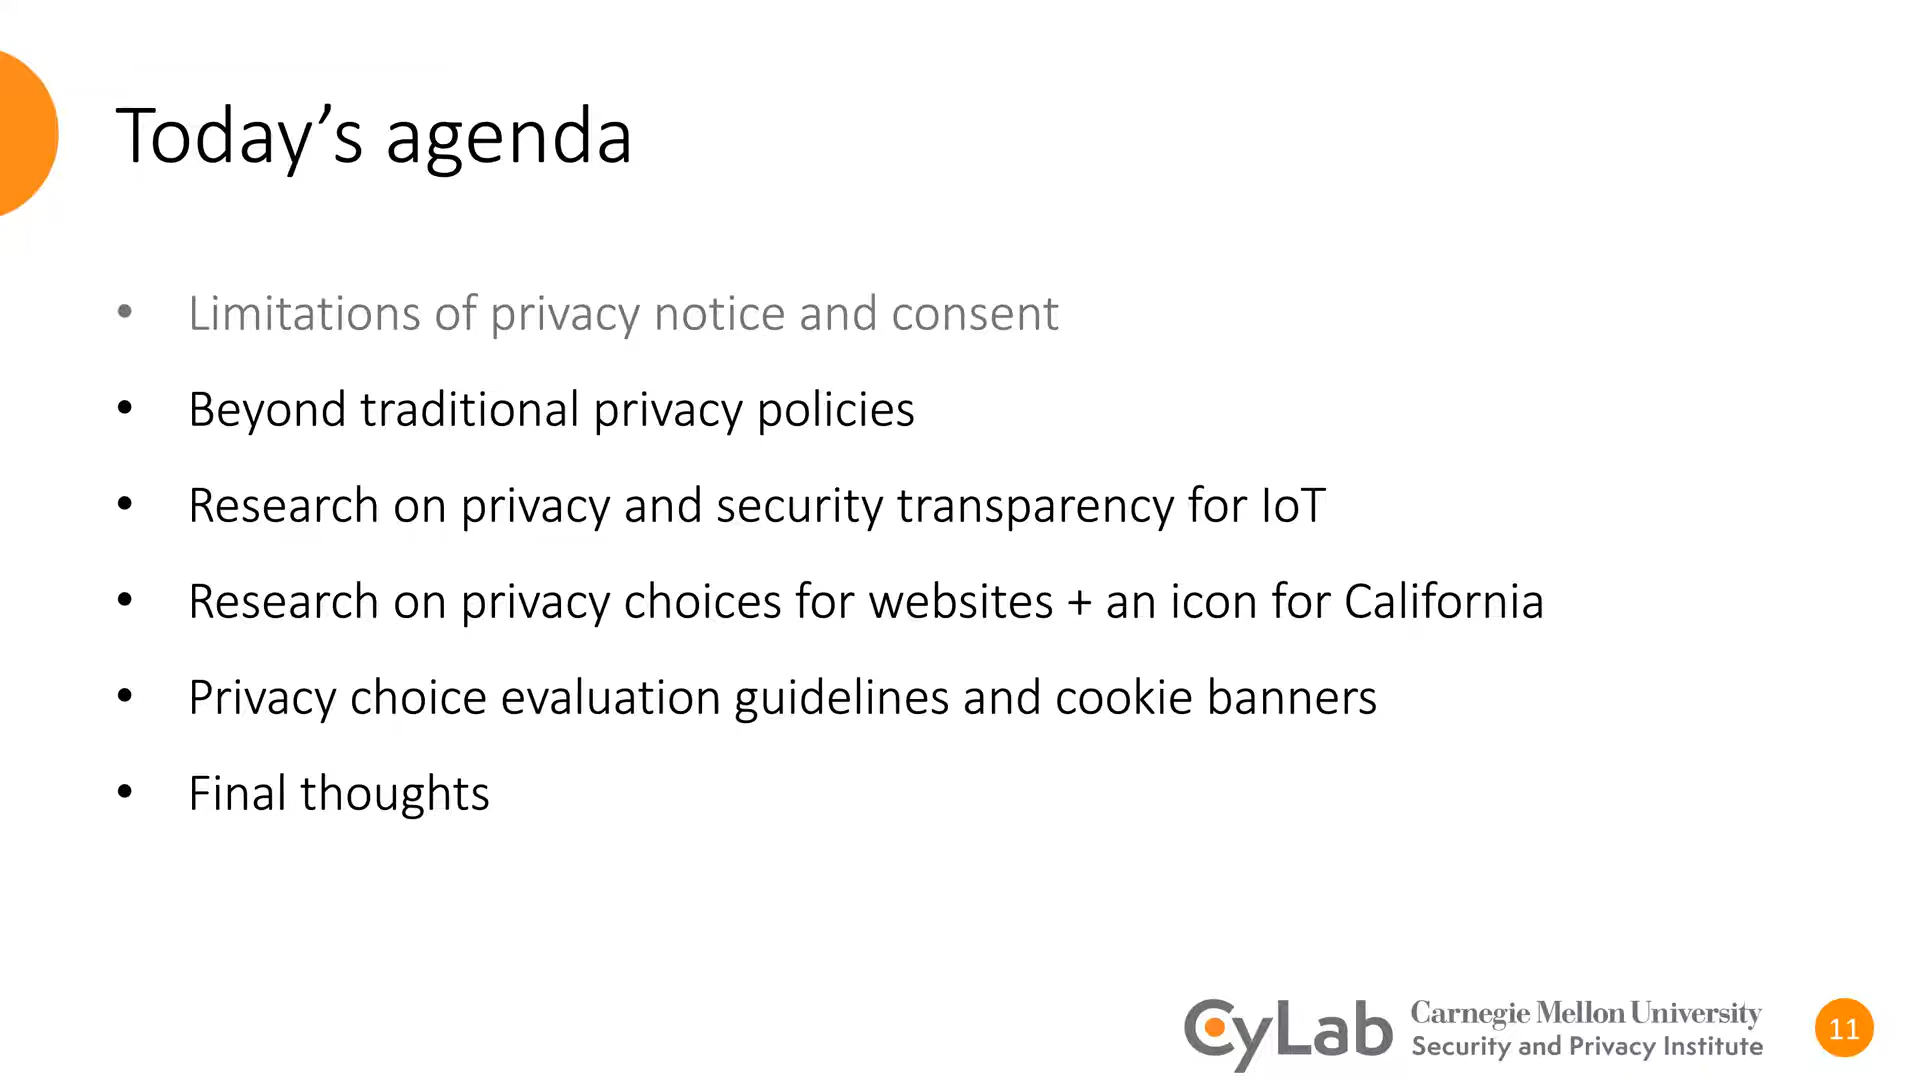 Today’s agenda
• Limitations of privacy notice and consent
• Beyond traditional privacy policies
• Research on privacy and security transparency for IoT
• Research on privacy choices for websites + an icon for California
• Privacy choice evaluation guidelines and cookie banners
• Final thoughts
CyLab
Carnegie Mellon University
Security and Privacy Institute
11